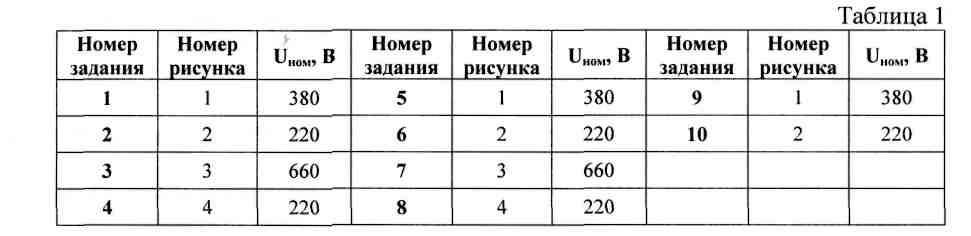 Таблица 1
Номер задания Номер рисунка Uном, В Номер задания Номер рисунка Uном, В Номер задания Номер рисунка Uном, В
1 1 380 5 1 380 9 1 380
2 2 220 6 2 220 10 2 220
3 3 660 7 3 660
4 4 220 8 4 220